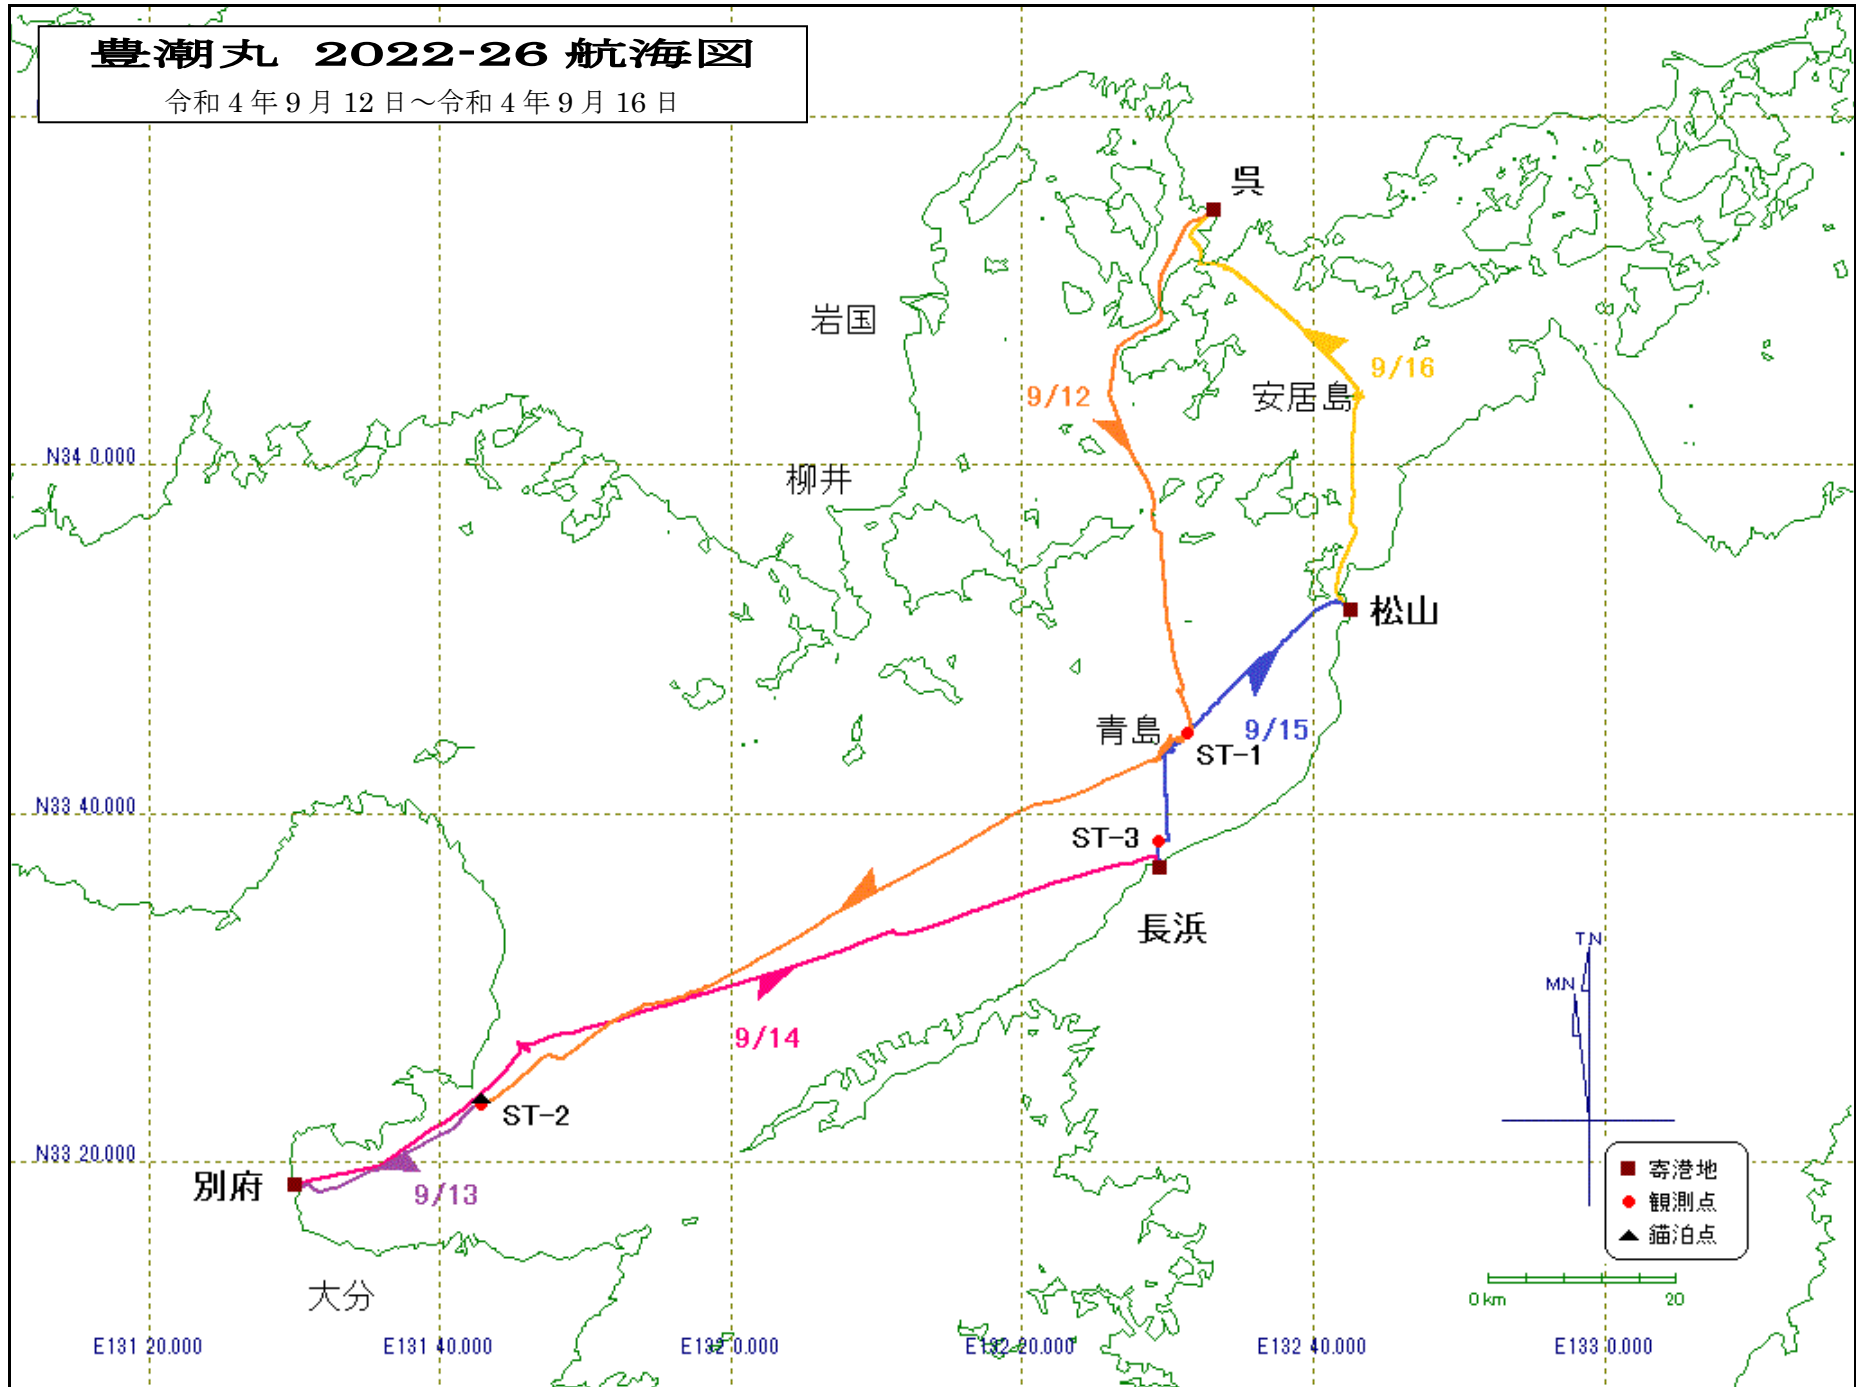 豊潮丸 2022-26 航海図
令和4年9月12日～令和4年9月16日
呉
岩国
9/16
9/12
安居島
N34 0.000
柳井
松山
青島
9/15
ST-1
N33 40.000
ST-3
長浜
TN
MN
9/14
ST-2
N33 20.000
別府
9/13
寄港地
観測点
錨泊点
大分
0 km 20
E131 20.000 E131 40.000 E132 0.000 E132 20.000 E132 40.000 E133 0.000